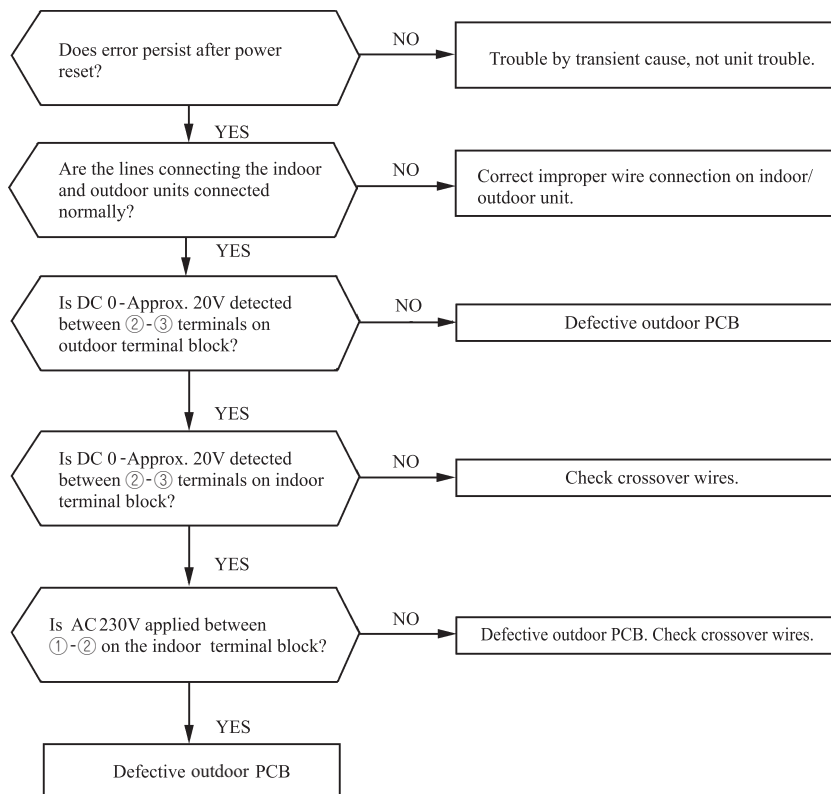 Does error persist after power
reset?
NO
Trouble by transient cause, not unit trouble.
YES
Are the lines connecting the indoor
and outdoor units connected
normally?
NO
Correct improper wire connection on indoor/
outdoor unit.
YES
Is DC 0-Approx. 20V detected
between ②-③ terminals on
outdoor terminal block?
NO
Defective outdoor PCB
YES
Is DC 0-Approx. 20V detected
between ②-③ terminals on indoor
terminal block?
NO
Check crossover wires.
YES
Is AC 230V applied between
①-② on the indoor terminal block?
NO
Defective outdoor PCB. Check crossover wires.
YES
Defective outdoor PCB